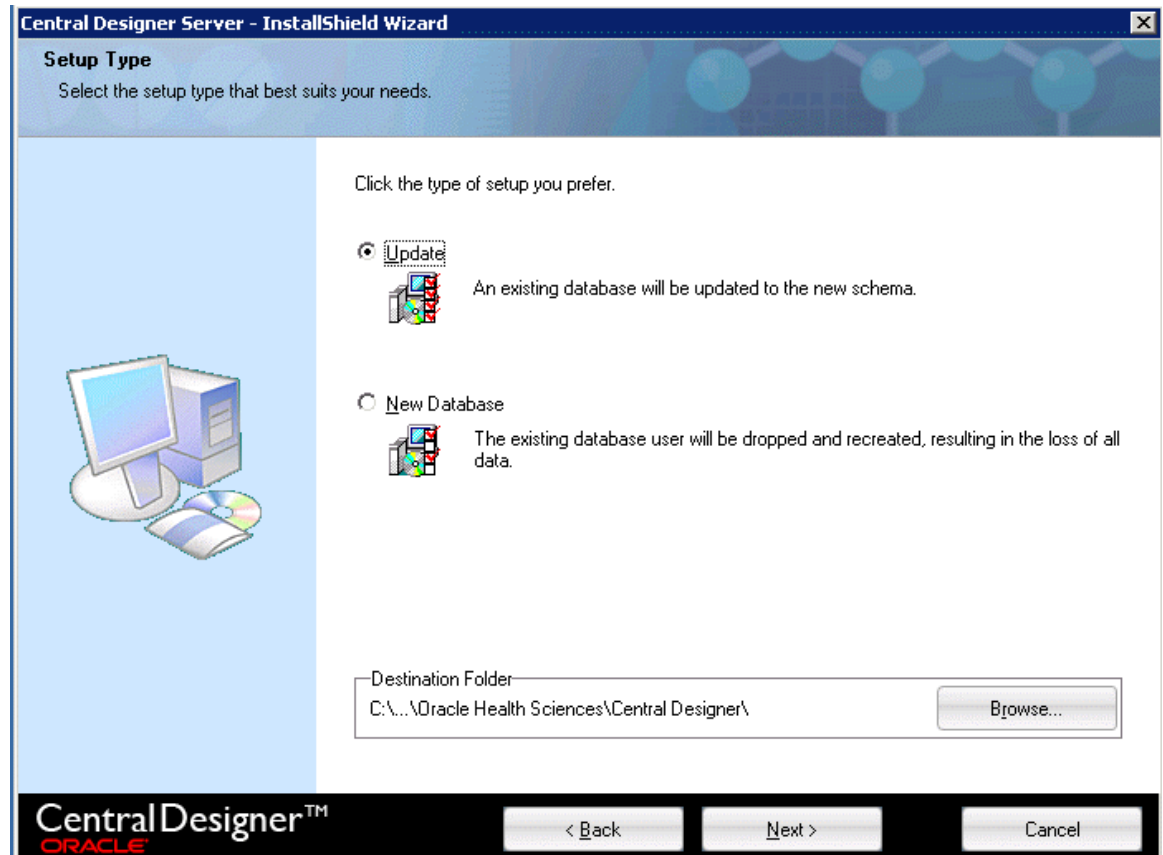 Central Designer Server - InstallShield Wizard
Setup Type
Select the setup type that best suits your needs.
Click the type of setup you prefer.
Update
An existing database will be updated to the new schema.
New Database
The existing database user will be dropped and recreated, resulting in the loss of all
data.
Destination Folder
C:\...\Oracle Health Sciences\Central Designer\
Browse...
Central Designer™
ORACLE
< Back
Next >
Cancel